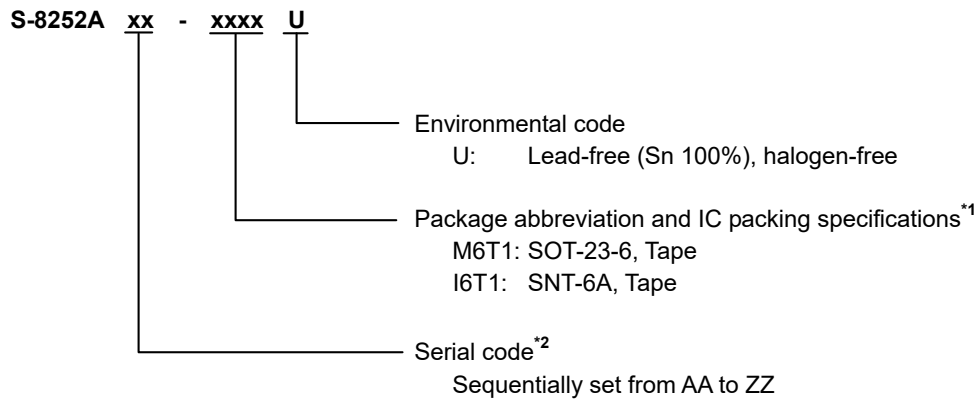 S-8252A xx - xxxx U
Environmental code
U: Lead-free (Sn 100%), halogen-free
Package abbreviation and IC packing specifications*1
M6T1: SOT-23-6, Tape
I6T1: SNT-6A, Tape
Serial code*2
Sequentially set from AA to ZZ